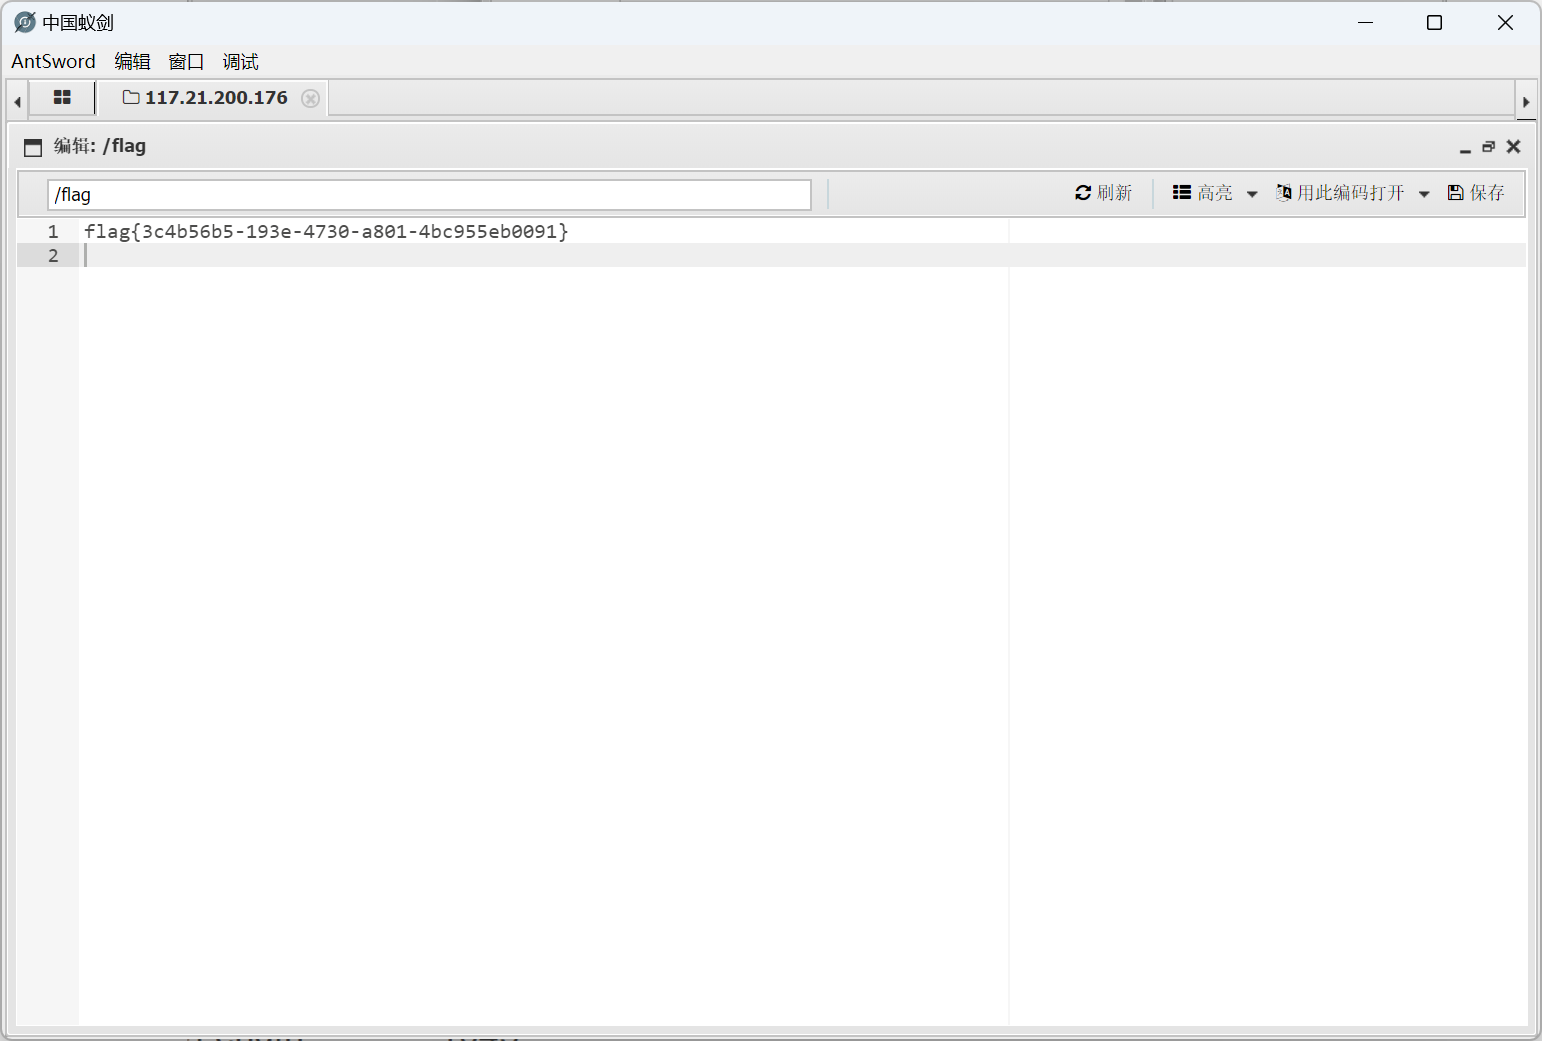 中国蚁剑
AntSword 编辑 窗口 调试
117.21.200.176
编辑: /flag
/flag 刷新 高亮 用此编码打开 保存
1 flag{3c4b56b5-193e-4730-a801-4bc955eb0091}
2